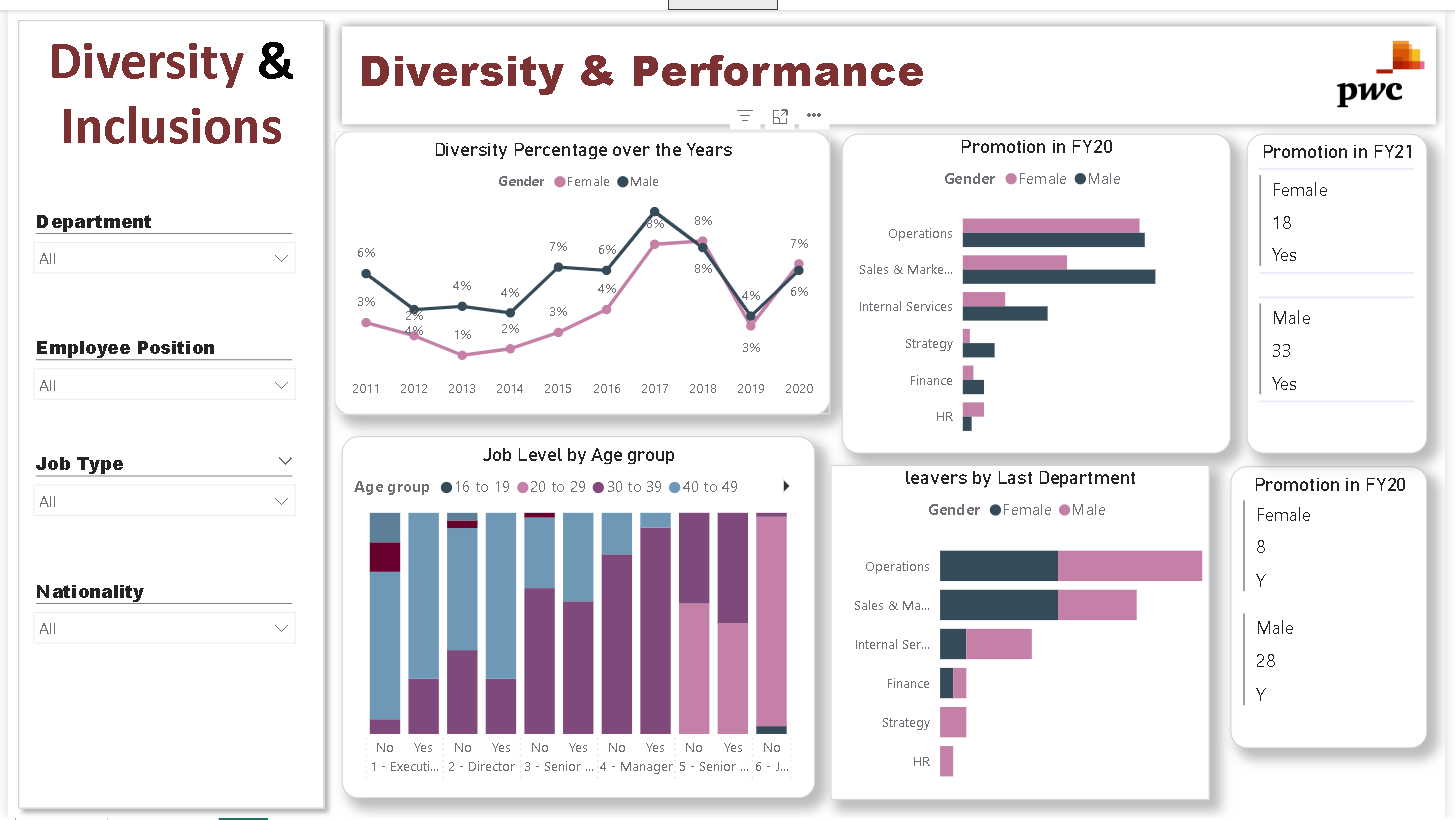 Diversity &
Inclusions
Department
All
Employee Position
All
Job Type
All
Nationality
All
Diversity & Performance
pwc
Diversity Percentage over the Years
Gender Female Male
6%
3%
2%
4%
4%
1%
4%
2%
7%
3%
6%
4%
8%
8%
8%
4%
3%
7%
6%
2011 2012 2013 2014 2015 2016 2017 2018 2019 2020
Promotion in FY20
Gender Female Male
Operations
Sales & Marke...
Internal Services
Strategy
Finance
HR
Promotion in FY21
Female
18
Yes
Male
33
Yes
Job Level by Age group
Age group 16 to 19 20 to 29 30 to 39 40 to 49
No Yes No Yes No Yes No Yes No Yes No
1 - Executi... 2 - Director 3 - Senior ... 4 - Manager 5 - Senior ... 6 - J...
leavers by Last Department
Gender Female Male
Operations
Sales & Ma...
Internal Ser...
Finance
Strategy
HR
Promotion in FY20
Female
8
Y
Male
28
Y